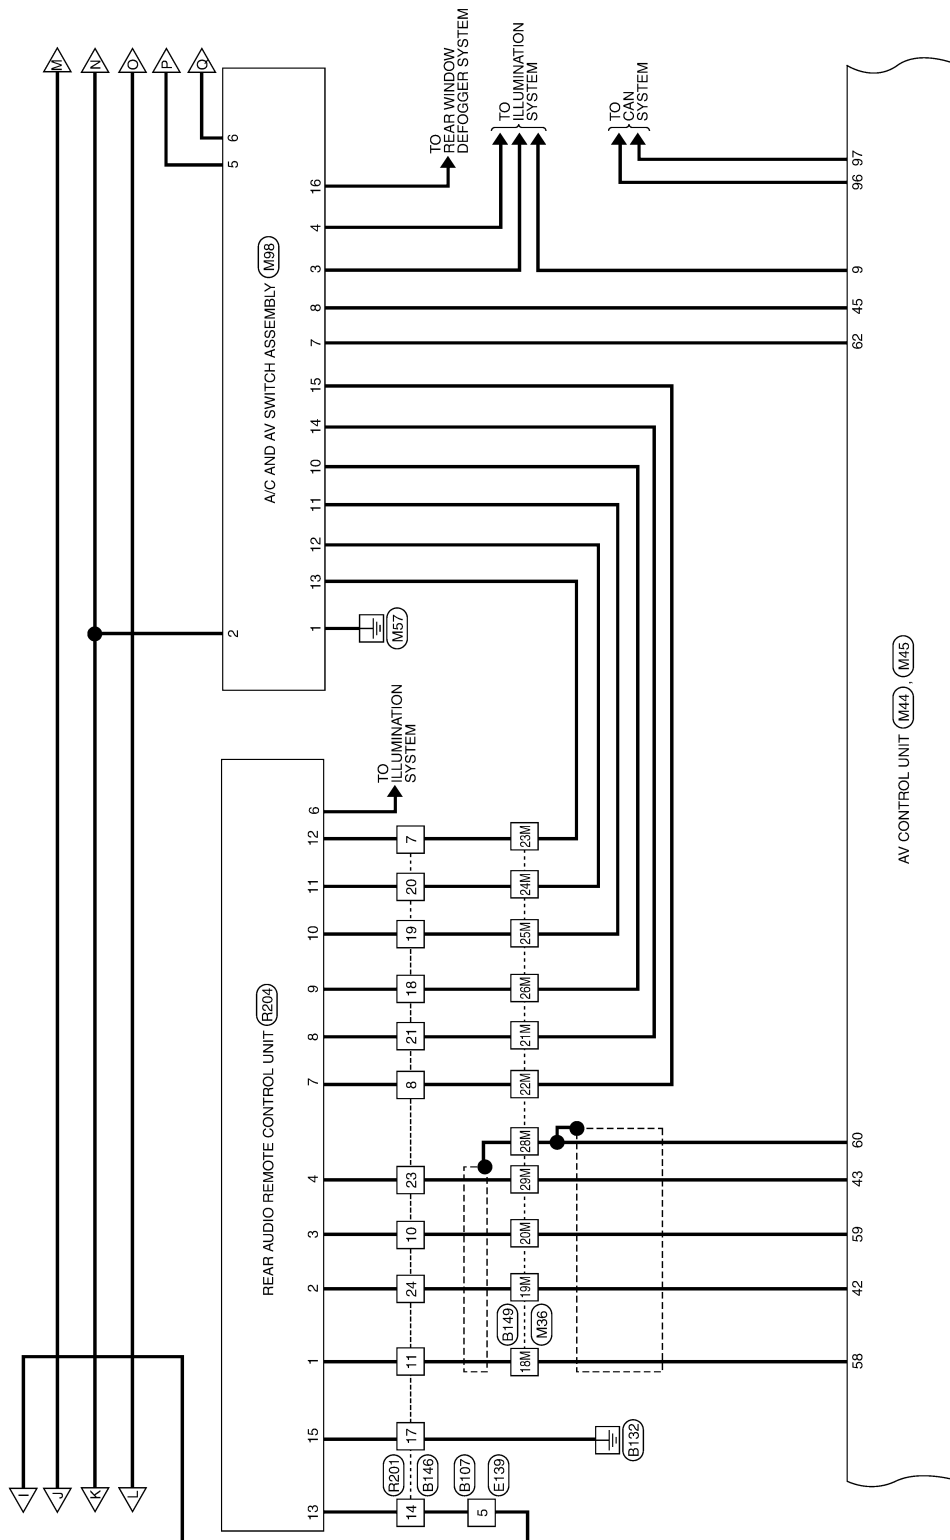 I
J
K
L
M
N
O
P
Q
REAR AUDIO REMOTE CONTROL UNIT R204
13
15
1
2
3
4
7
8
9
10
11
12
6
TO
ILLUMINATION
SYSTEM
14
17
11
24
10
23
8
21
18
19
20
7
R201
B146
5
B107
E139
B132
18M
19M
20M
29M
28M
22M
21M
26M
25M
24M
23M
B149
M36
A/C AND AV SWITCH ASSEMBLY M98
2
5
6
1
13
12
11
10
14
15
7
8
3
4
16
M57
TO
REAR WINDOW
DEFOGGER SYSTEM
TO
ILLUMINATION
SYSTEM
TO
CAN
SYSTEM
58
42
59
43
60
62
45
9
96
97
AV CONTROL UNIT M44 , M45